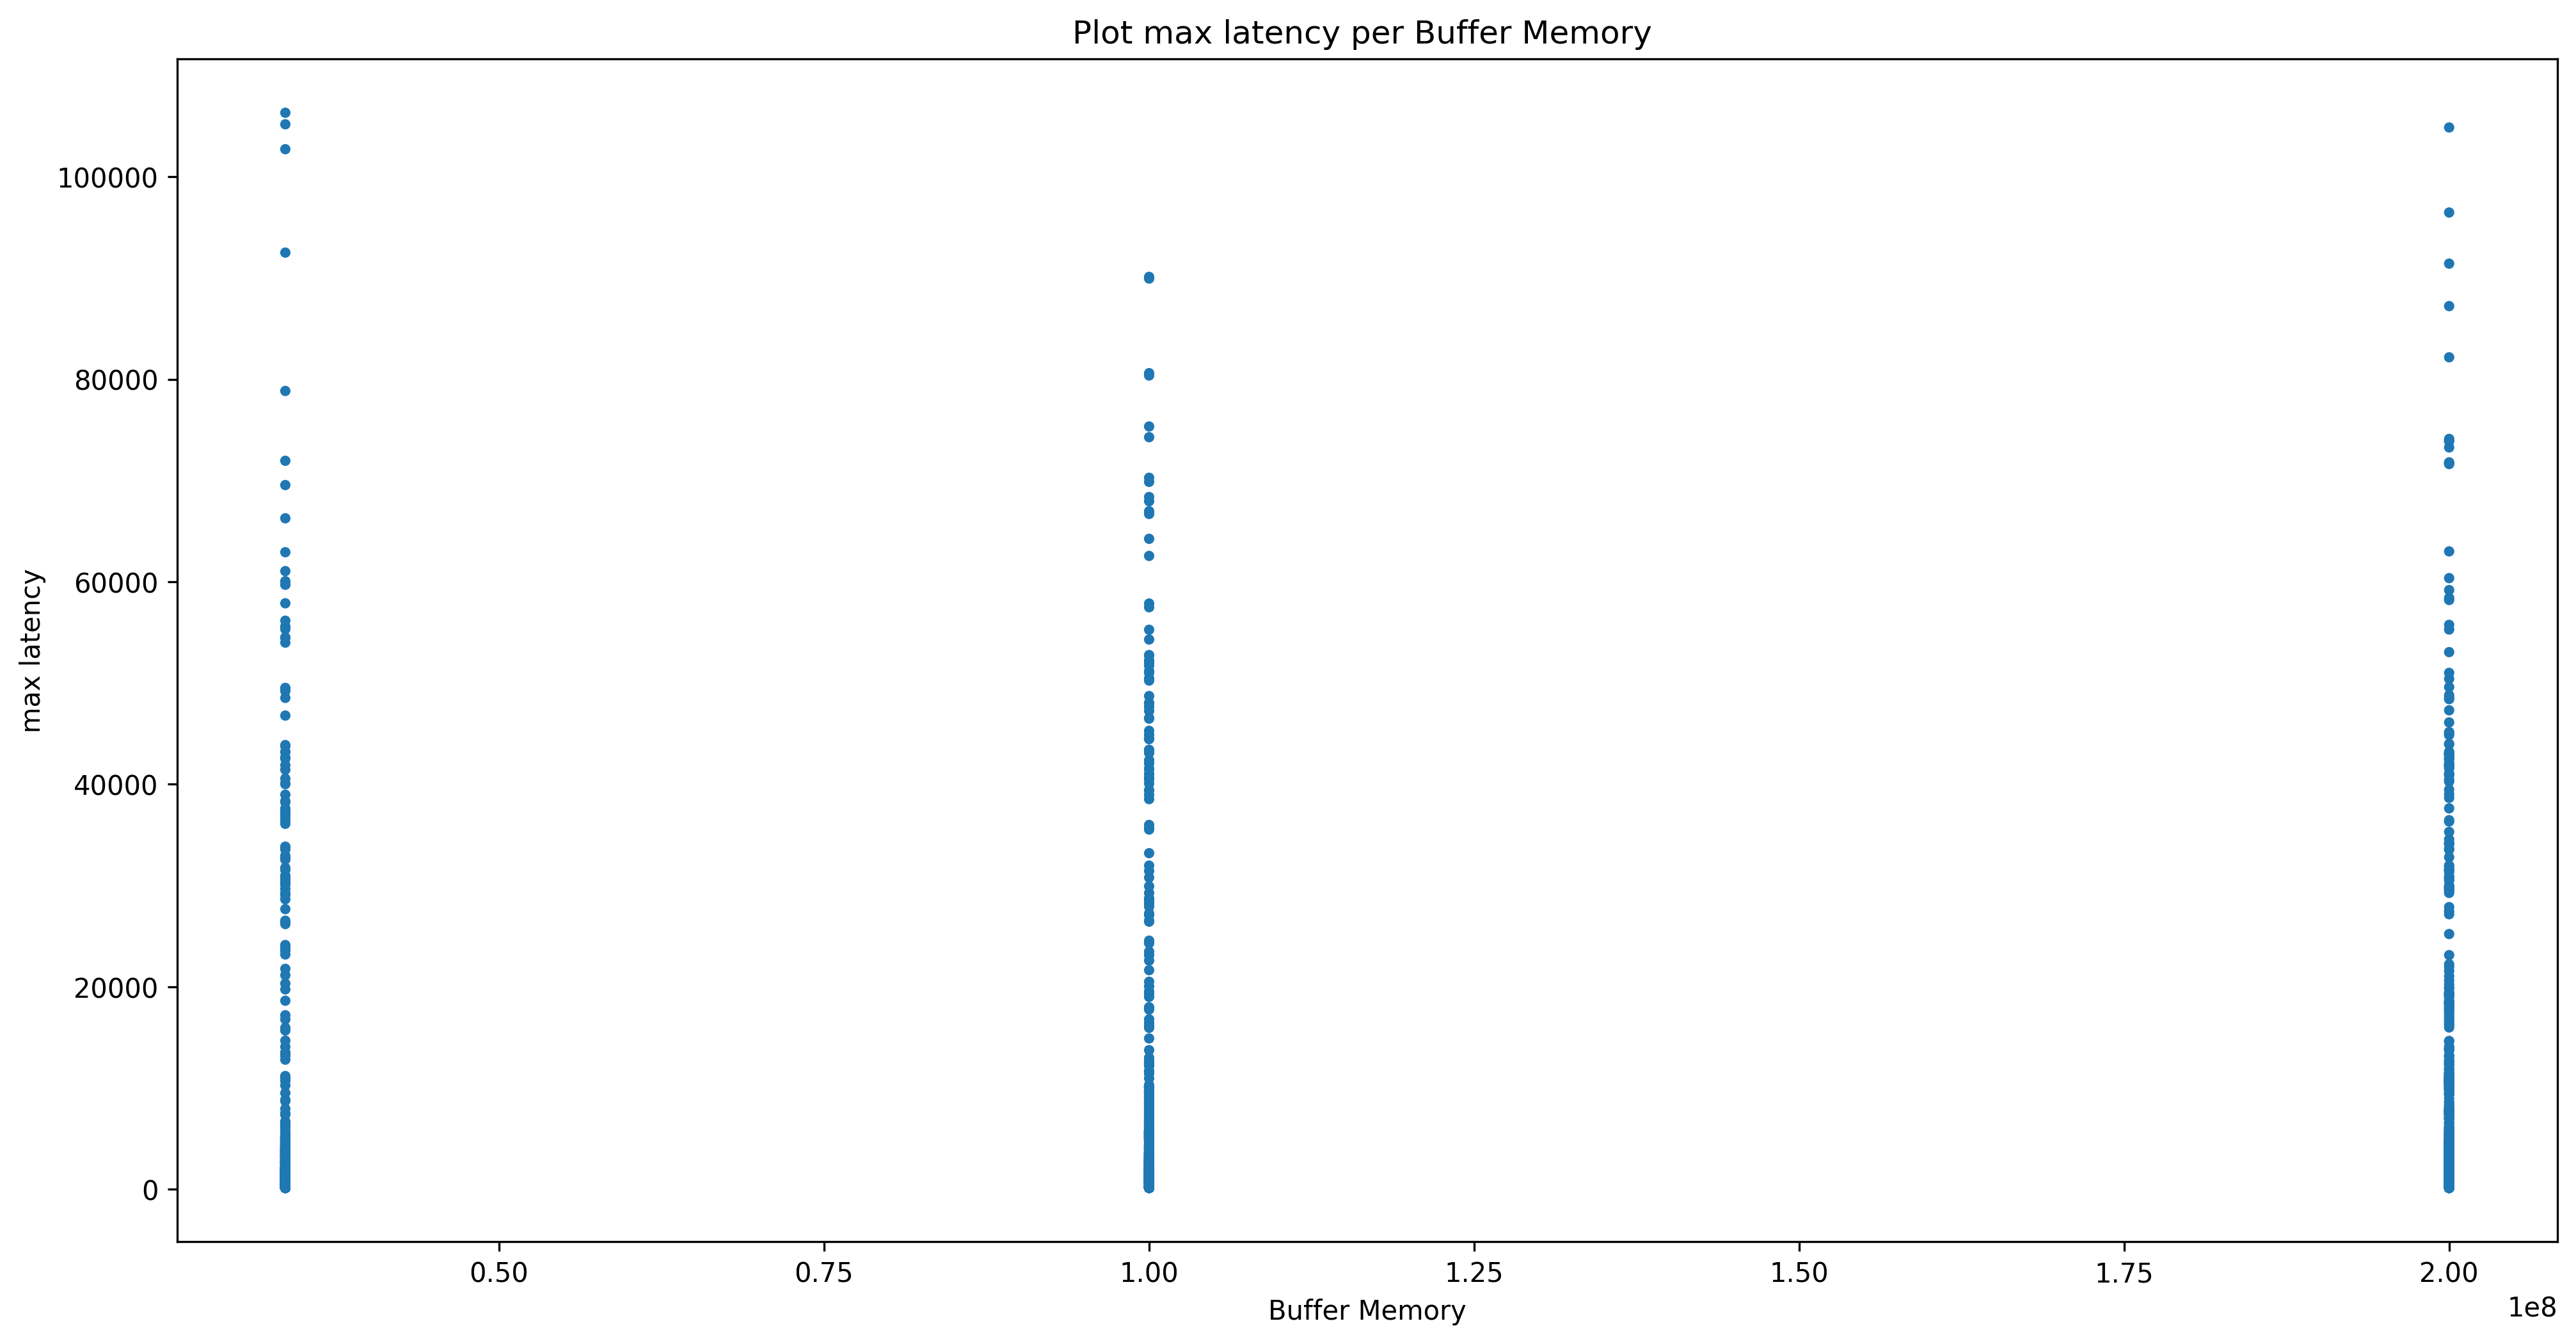 Plot max latency per Buffer Memory
max latency
100000
80000
60000
40000
20000
0
0.50 0.75 1.00 1.25 1.50 1.75 2.00
1e8
Buffer Memory